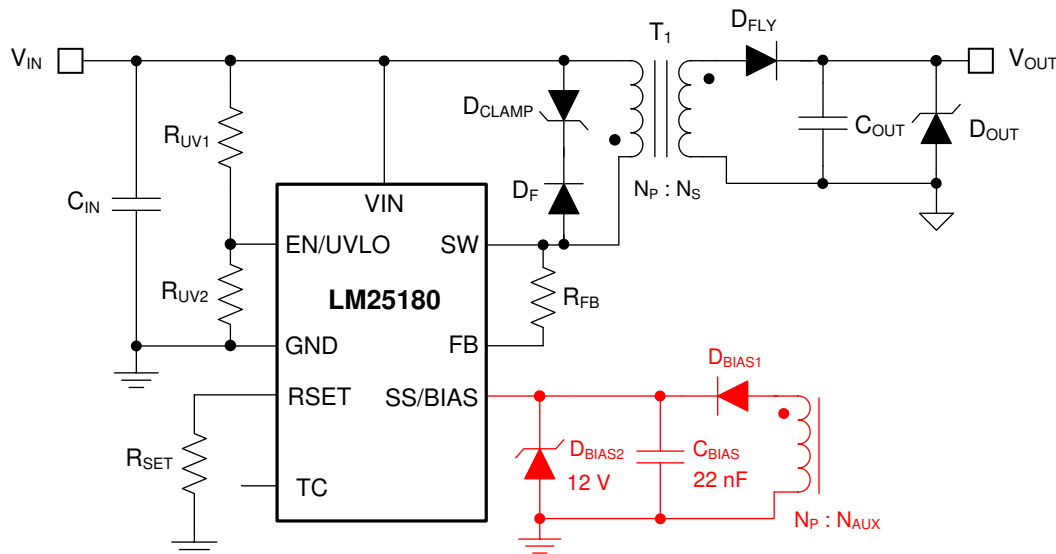 T1
DFLY
VIN
VOUT
DCLAMP
RUV1
COUT
DOUT
DF
NP : NS
CIN
VIN
EN/UVLO
SW
RUV2
LM25180
RFB
GND
FB
DBIAS1
RSET
SS/BIAS
RSET
DBIAS2
CBIAS
12 V
22 nF
TC
NP : NAUX